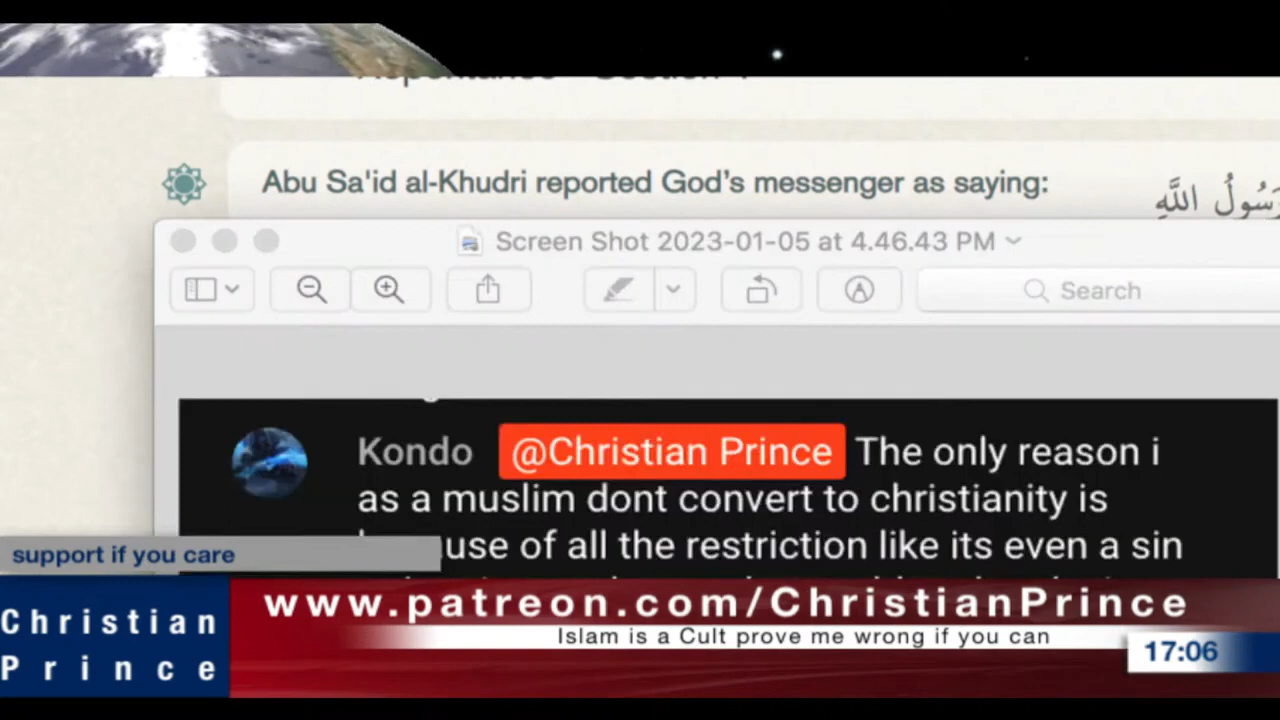 Abu Sa'id al-Khudri reported God's messenger as saying:
اللَّهِ
Screen Shot 2023-01-05 at 4.46.43 PM
Search
Kondo @Christian Prince The only reason i
as a muslim dont convert to christianity is
of all the restriction like its even a sin
support if you care
www.patreon.com/ChristianPrince
Islam is a Cult prove me wrong if you can
Christian
Prince
17:06